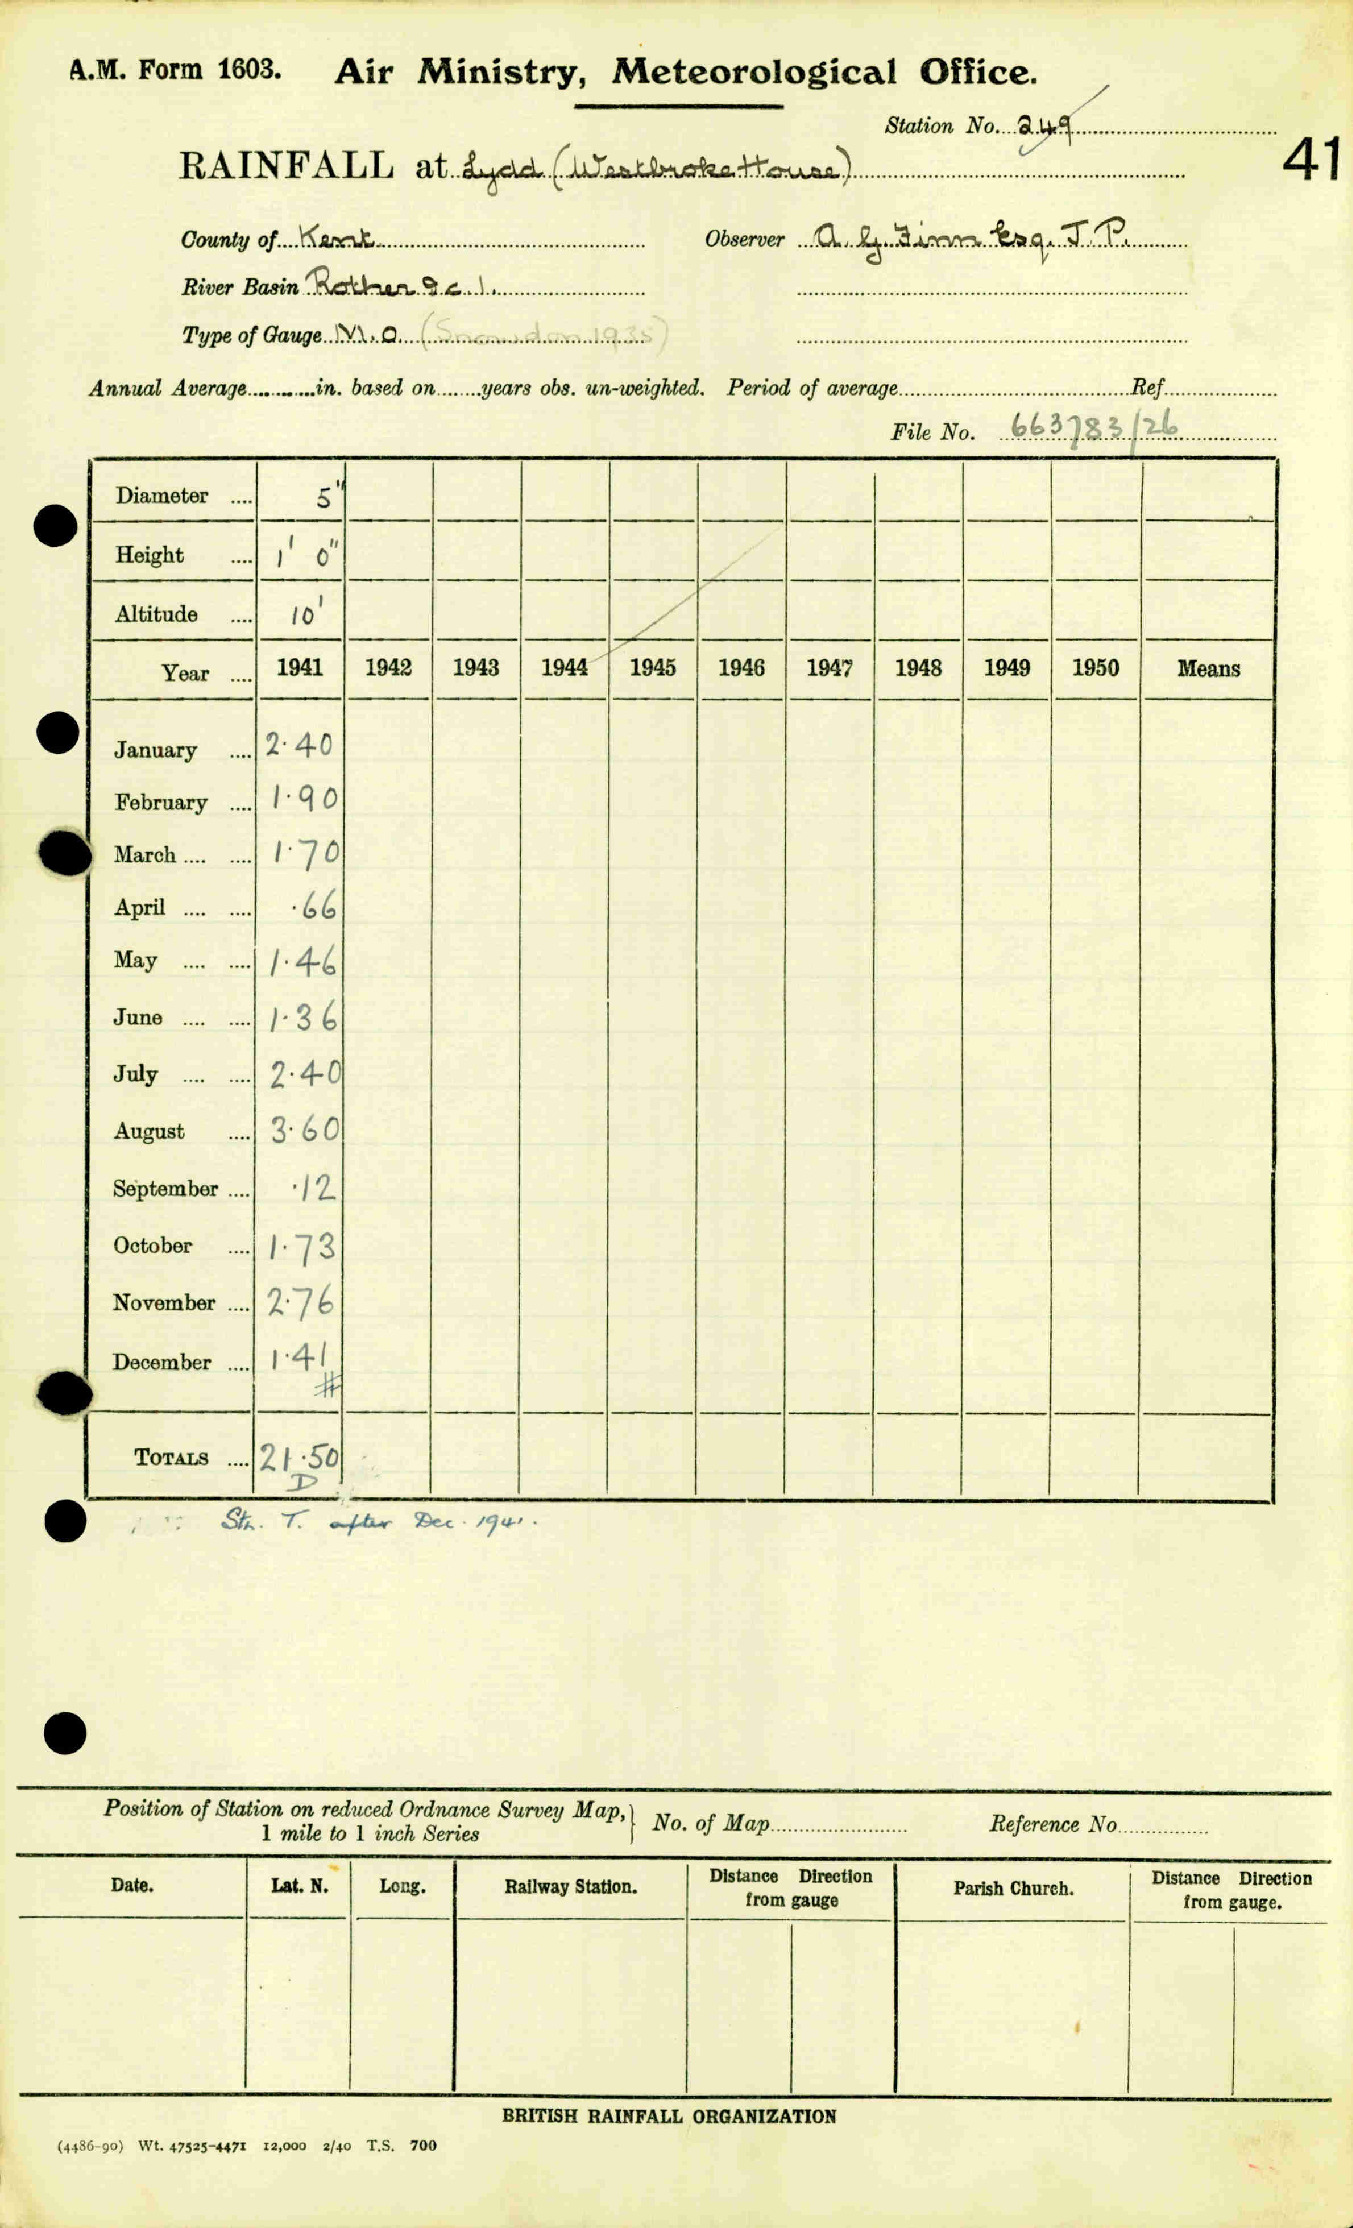 A.M. Form 1603. Air Ministry, Meteorological Office.
Station No. 249
41
RAINFALL at Lydd (Westbroke House)
County of Kent Observer A. G. Finn Esq. J. P.
River Basin Rother &c. 1.
Type of Gauge M.O. (Snowdon 1935)
Annual Average in. based on years obs. un-weighted. Period of average Ref
File No. 663783/26
Diameter .... 5"
Height .... 1' 0"
Altitude .... 10'
Year .... 1941 1942 1943 1944 1945 1946 1947 1948 1949 1950 Means
January .... 2.40
February .... 1.90
March .... .... 1.70
April .... .... .66
May .... .... 1.46
June .... .... 1.36
July .... .... 2.40
August .... 3.60
September .... .12
October .... 1.73
November .... 2.76
December .... 1.41
#
TOTALS .... 21.50
D
Stn. T. after Dec. 1941.
Position of Station on reduced Ordnance Survey Map, 1 mile to 1 inch Series } No. of Map Reference No
Date. Lat. N. Long. Railway Station. Distance Direction from gauge Parish Church. Distance Direction from gauge.
BRITISH RAINFALL ORGANIZATION
(4486-90) Wt. 47525-4471 12,000 2/40 T.S. 700